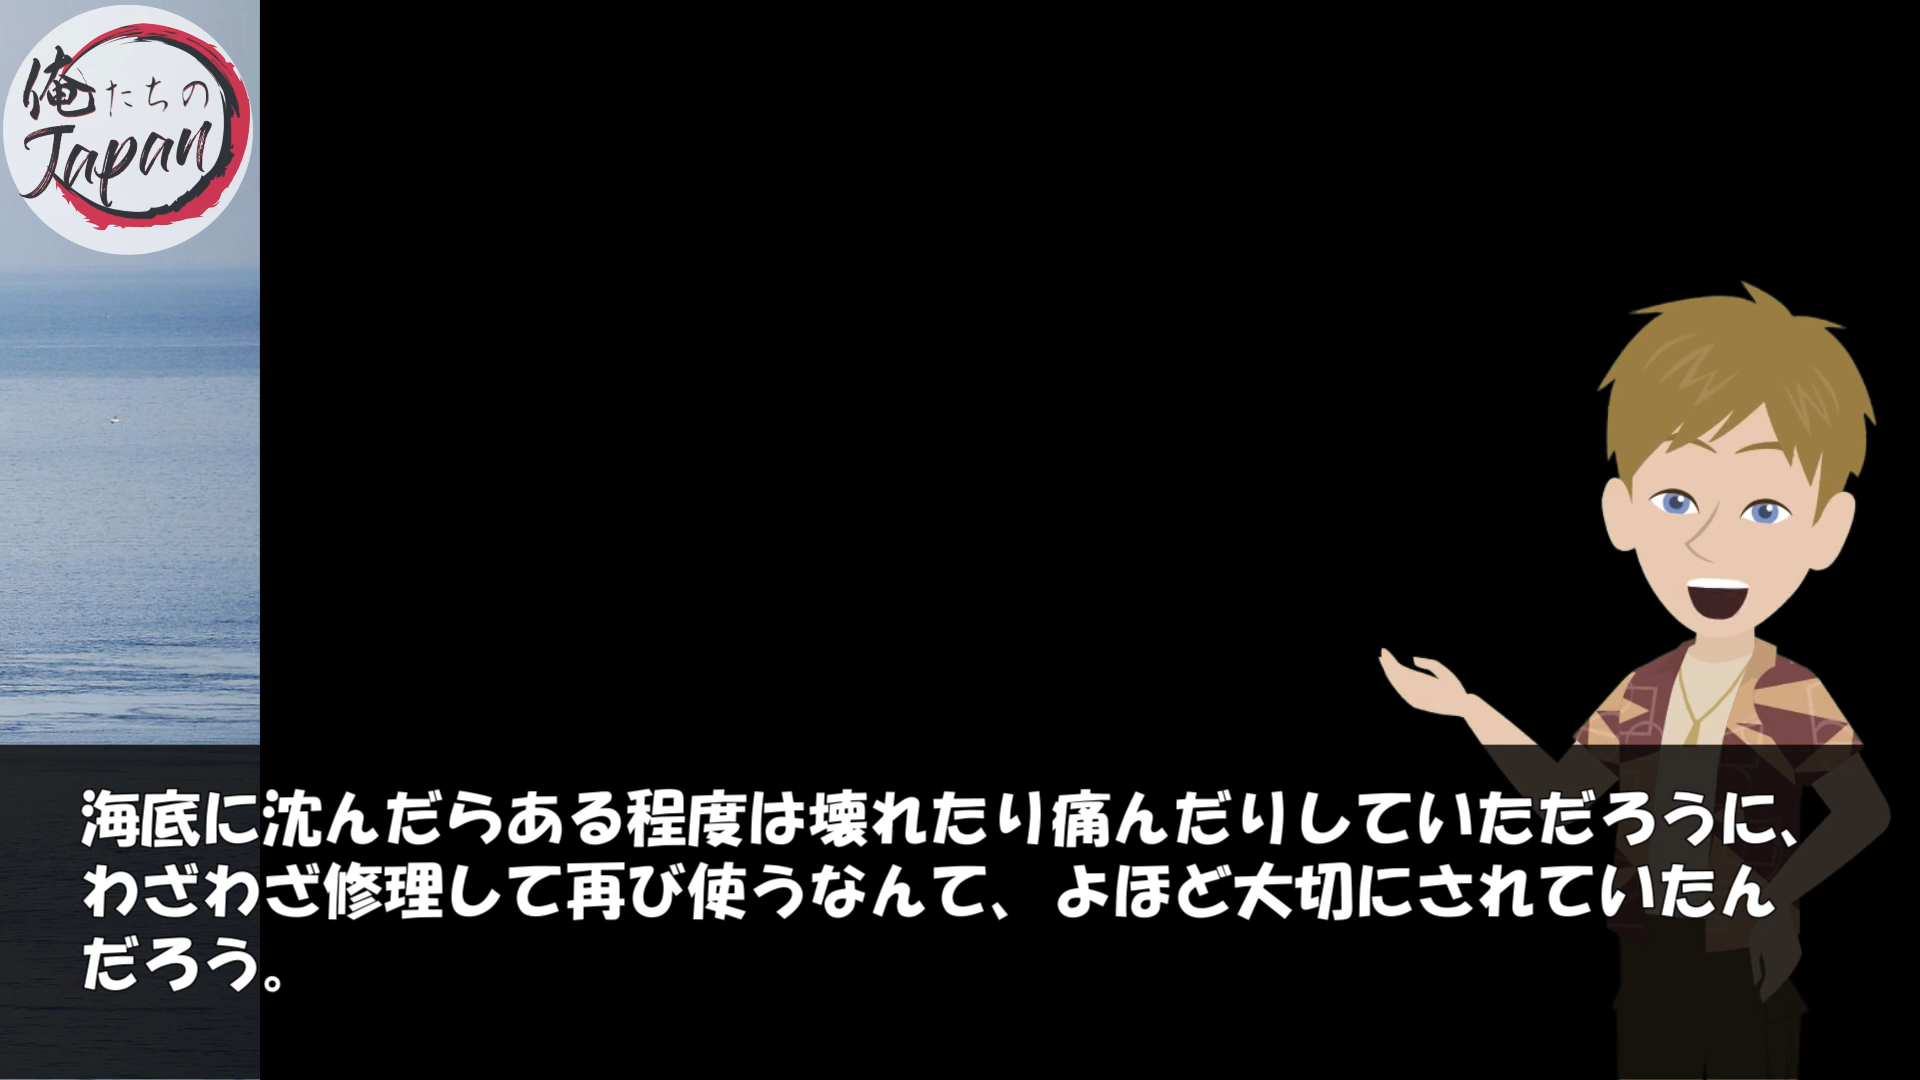 俺たちの
Japan
海底に沈んだらある程度は壊れたり痛んだりしていただろうに、
わざわざ修理して再び使うなんて、よほど大切にされていたん
だろう。